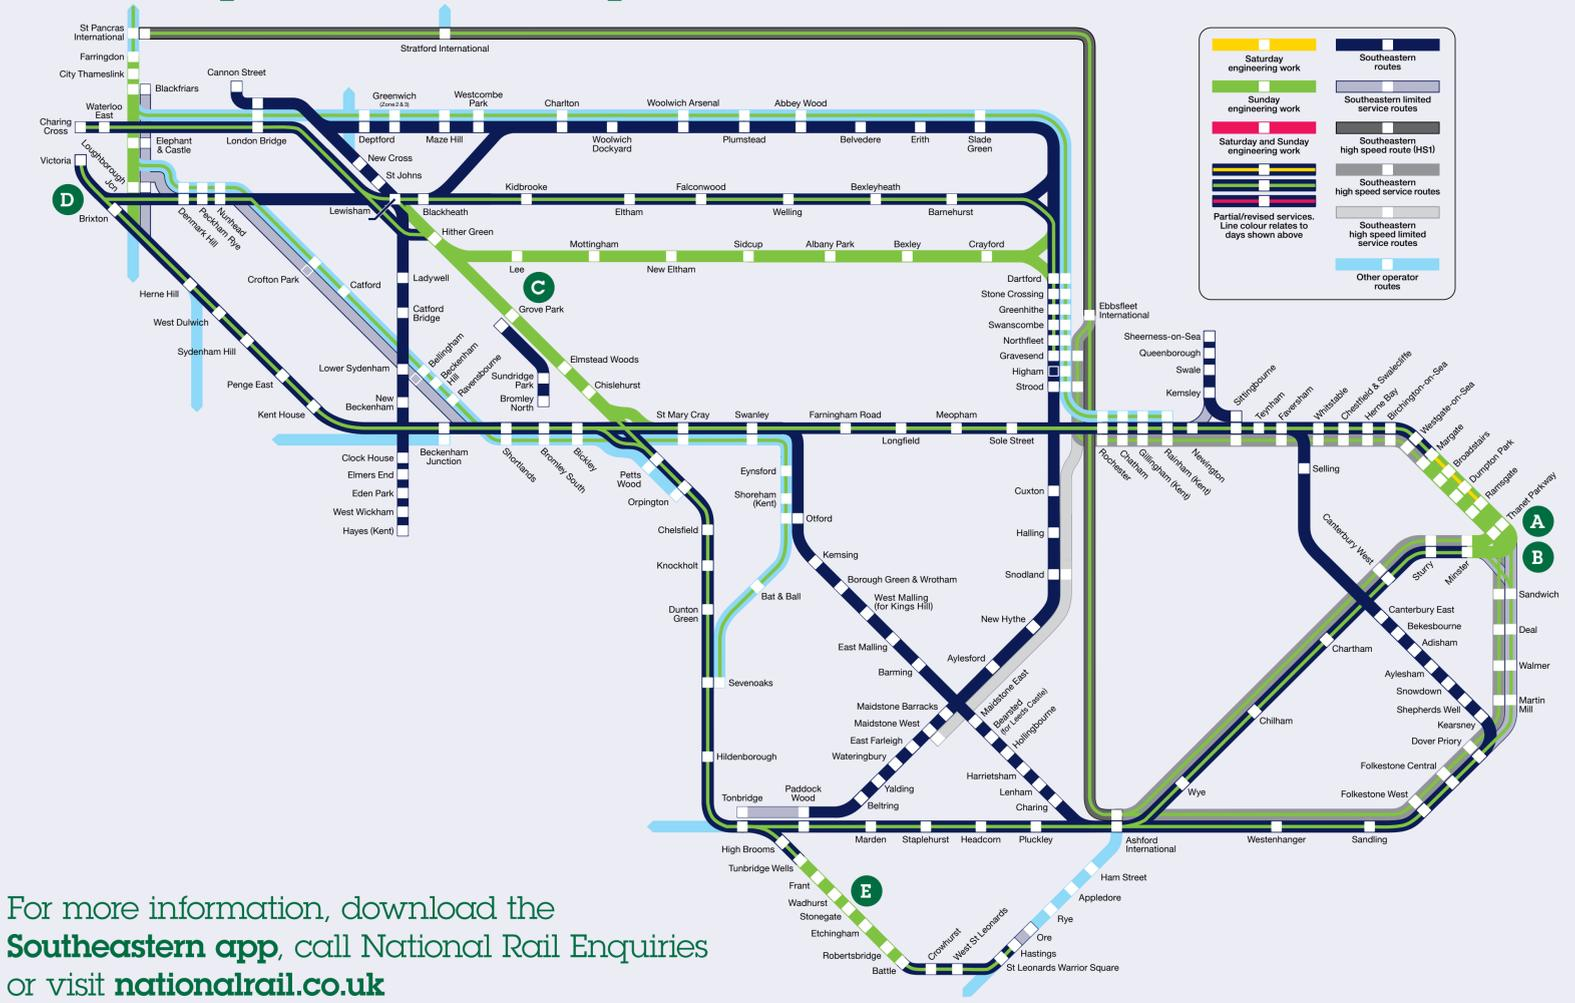 St Pancras
International
Farringdon
City Thameslink
Blackfriars
Waterloo
East
Charing
Cross
Elephant
& Castle
Victoria
Loughborough
Jcn
D
Brixton
Cannon Street
London Bridge
Stratford International
Greenwich
(Zone 2 & 3)
Westcombe
Park
Charlton
Woolwich Arsenal
Abbey Wood
Deptford
Maze Hill
Woolwich
Dockyard
Plumstead
Belvedere
Erith
Slade
Green
New Cross
St Johns
Lewisham
Blackheath
Kidbrooke
Eltham
Falconwood
Welling
Bexleyheath
Barnehurst
Hither Green
Mottingham
Sidcup
Albany Park
Bexley
Crayford
Lee
New Eltham
C
Denmark Hill
Peckham Rye
Nunhead
Crofton Park
Catford
Ladywell
Catford
Bridge
Lower Sydenham
New
Beckenham
Clock House
Elmers End
Eden Park
West Wickham
Hayes (Kent)
Bellingham
Beckenham
Hill
Ravensbourne
Herne Hill
West Dulwich
Sydenham Hill
Penge East
Kent House
Beckenham
Junction
Shortlands
Bromley South
Bickley
Grove Park
Sundridge
Park
Bromley
North
Elmstead Woods
Chislehurst
Petts
Wood
Orpington
St Mary Cray
Swanley
Farningham Road
Longfield
Meopham
Sole Street
Dartford
Stone Crossing
Greenhithe
Swanscombe
Northfleet
Gravesend
Higham
Strood
Ebbsfleet
International
Saturday
engineering work
Sunday
engineering work
Saturday and Sunday
engineering work
Partial/revised services.
Line colour relates to
days shown above
Southeastern
routes
Southeastern limited
service routes
Southeastern
high speed route (HS1)
Southeastern
high speed service routes
Southeastern
high speed limited
service routes
Other operator
routes
Sheerness-on-Sea
Queenborough
Swale
Kemsley
Rochester
Chatham
Gillingham (Kent)
Rainham (Kent)
Newington
Sittingbourne
Teynham
Faversham
Whitstable
Chestfield & Swalecliffe
Herne Bay
Birchington-on-Sea
Westgate-on-Sea
Margate
Broadstairs
Dumpton Park
Ramsgate
Thanet Parkway
A
B
Selling
Canterbury West
Sturry
Minster
Sandwich
Deal
Walmer
Martin
Mill
Canterbury East
Bekesbourne
Adisham
Aylesham
Snowdown
Shepherds Well
Kearsney
Dover Priory
Folkestone Central
Folkestone West
Chartham
Chilham
Wye
Eynsford
Shoreham
(Kent)
Otford
Bat & Ball
Kemsing
Borough Green & Wrotham
West Malling
(for Kings Hill)
East Malling
Barming
Cuxton
Halling
Snodland
New Hythe
Aylesford
Maidstone Barracks
Maidstone West
East Farleigh
Wateringbury
Yalding
Beltring
Maidstone East
Bearsted
(for Leeds Castle)
Hollingbourne
Harrietsham
Lenham
Charing
Chelsfield
Knockholt
Dunton
Green
Sevenoaks
Hildenborough
Tonbridge
Paddock
Wood
Marden
Staplehurst
Headcorn
Pluckley
Ashford
International
Westenhanger
Sandling
High Brooms
Tunbridge Wells
Frant
Wadhurst
Stonegate
Etchingham
Robertsbridge
Battle
E
Crowhurst
West St Leonards
St Leonards Warrior Square
Hastings
Ore
Rye
Appledore
Ham Street
For more information, download the
Southeastern app, call National Rail Enquiries
or visit nationalrail.co.uk